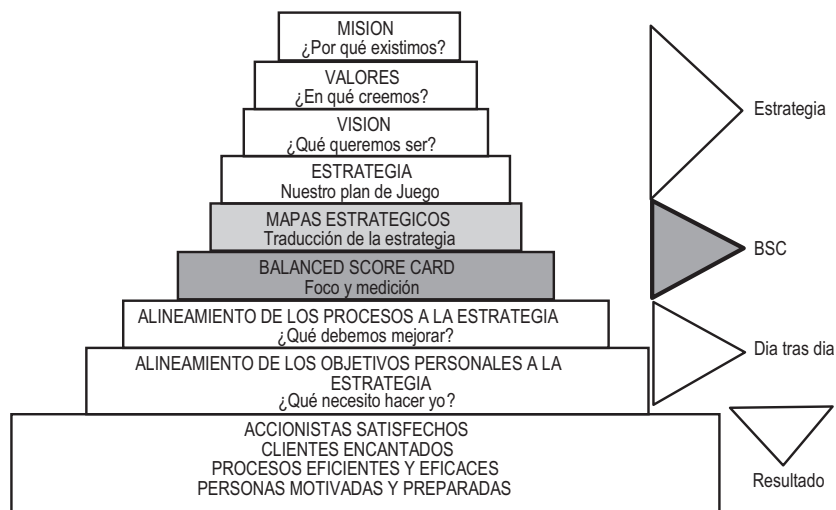 MISION
¿Por qué existimos?
VALORES
¿En qué creemos?
VISION
¿Qué queremos ser?
ESTRATEGIA
Nuestro plan de Juego
MAPAS ESTRATEGICOS
Traducción de la estrategia
BALANCED SCORE CARD
Foco y medición
ALINEAMIENTO DE LOS PROCESOS A LA ESTRATEGIA
¿Qué debemos mejorar?
ALINEAMIENTO DE LOS OBJETIVOS PERSONALES A LA
ESTRATEGIA
¿Qué necesito hacer yo?
ACCIONISTAS SATISFECHOS
CLIENTES ENCANTADOS
PROCESOS EFICIENTES Y EFICACES
PERSONAS MOTIVADAS Y PREPARADAS
Estrategia
BSC
Dia tras dia
Resultado